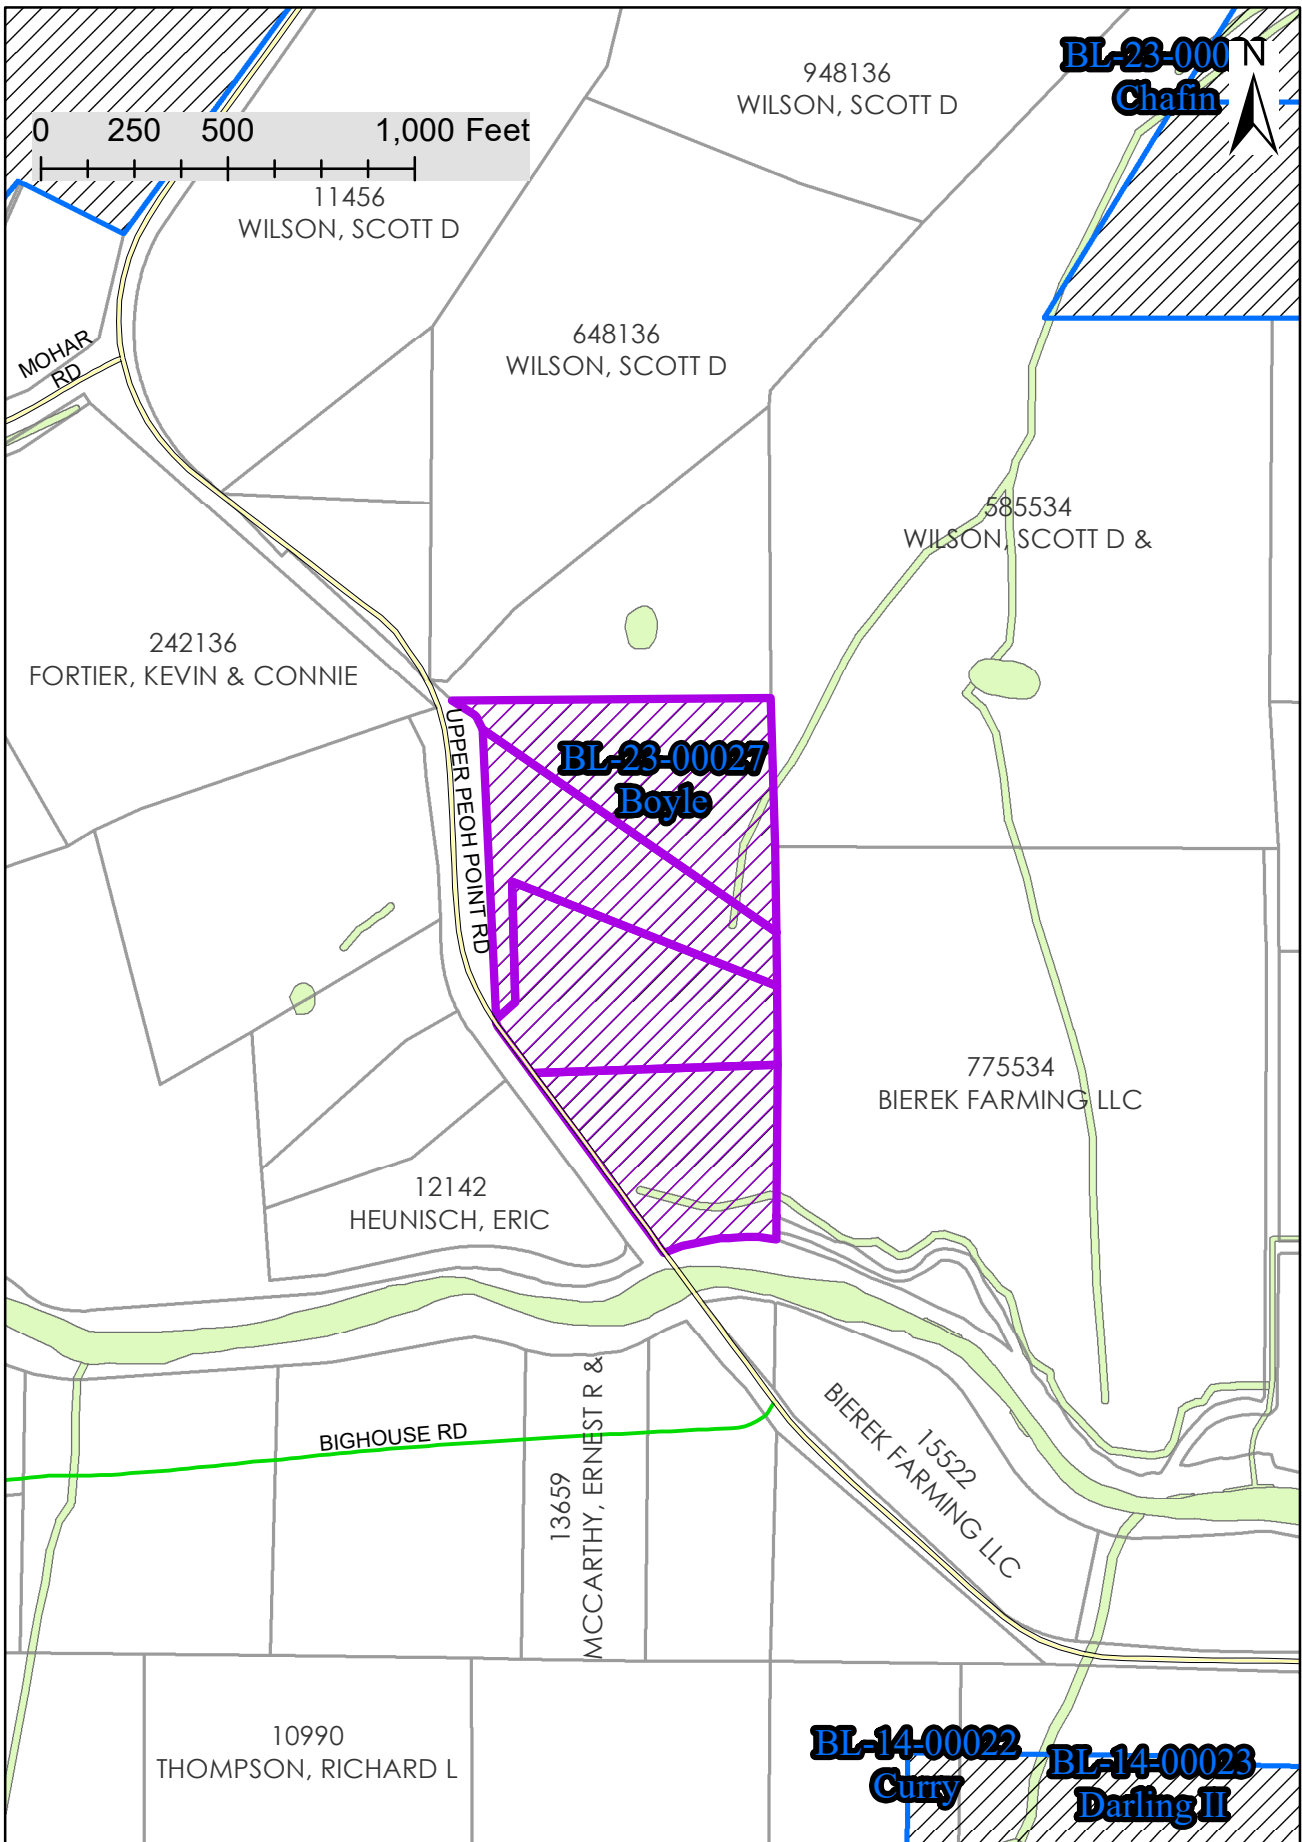 948136
WILSON, SCOTT D
BL-23-000
Chafin
N
0 250 500 1,000 Feet
11456
WILSON, SCOTT D
MOHAR
RD
648136
WILSON, SCOTT D
585534
WILSON, SCOTT D &
242136
FORTIER, KEVIN & CONNIE
UPPER PEOH POINT RD
BL-23-00027
Boyle
775534
BIEREK FARMING LLC
12142
HEUNISCH, ERIC
BIGHOUSE RD
13659
MCCARTHY, ERNEST R &
15522
BIEREK FARMING LLC
10990
THOMPSON, RICHARD L
BL-14-00022
Curry
BL-14-00023
Darling II